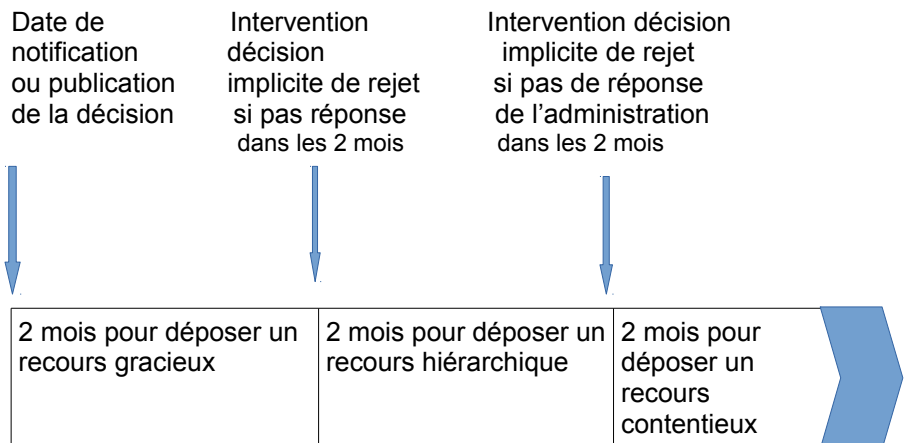 Date de
notification
ou publication
de la décision
Intervention
décision
implicite de rejet
si pas réponse
dans les 2 mois
Intervention décision
implicite de rejet
si pas de réponse
de l’administration
dans les 2 mois
2 mois pour déposer un
recours gracieux
2 mois pour déposer un
recours hiérarchique
2 mois pour
déposer un
recours
contentieux